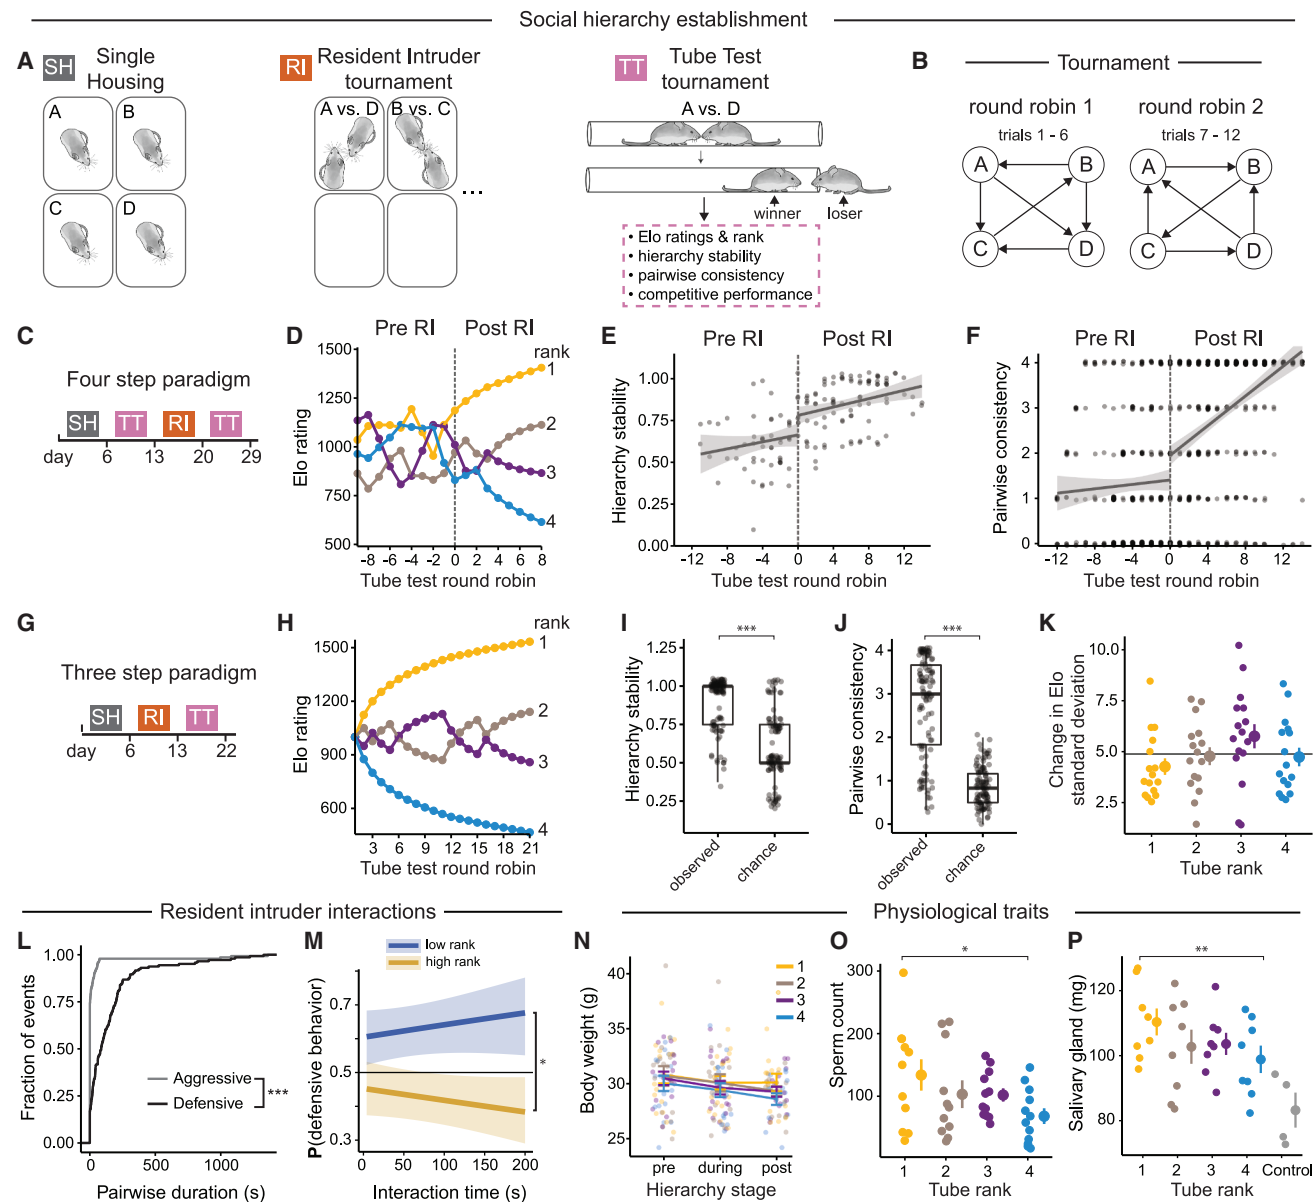 Social hierarchy establishment
A
SH
Single
Housing
A
B
C
D
RI
Resident Intruder
tournament
A vs. D
B vs. C
...
TT
Tube Test
tournament
A vs. D
winner
loser
• Elo ratings & rank
• hierarchy stability
• pairwise consistency
• competitive performance
B
Tournament
round robin 1
trials 1 - 6
A
B
C
D
round robin 2
trials 7 - 12
A
B
C
D
C
Four step paradigm
SH TT RI TT
day 6 13 20 29
D
Pre RI
Post RI
rank
1
2
3
4
Elo rating
1500
1250
1000
750
500
-8 -6 -4 -2 0 2 4 6 8
Tube test round robin
E
Pre RI
Post RI
Hierarchy stability
1.00
0.75
0.50
0.25
0.00
-12 -8 -4 0 4 8 12
Tube test round robin
F
Pre RI
Post RI
Pairwise consistency
4
3
2
1
0
-12 -8 -4 0 4 8 12
Tube test round robin
G
Three step paradigm
SH RI TT
day 6 13 22
H
rank
1
2
3
4
Elo rating
1500
1200
900
600
3 6 9 12 15 18 21
Tube test round robin
I
***
Hierarchy stability
1.00
0.75
0.50
0.25
observed
chance
J
***
Pairwise consistency
4
3
2
1
0
observed
chance
K
Change in Elo
standard deviation
10.0
7.5
5.0
2.5
1 2 3 4
Tube rank
Resident intruder interactions
L
Fraction of events
1.00
0.75
0.50
0.25
0.00
Aggressive
Defensive
***
0 500 1000
Pairwise duration (s)
M
low rank
high rank
P(defensive behavior)
0.7
0.5
0.3
*
0 50 100 150 200
Interaction time (s)
Physiological traits
N
Body weight (g)
40
35
30
25
1
2
3
4
pre during post
Hierarchy stage
O
*
Sperm count
300
200
100
1 2 3 4
Tube rank
P
**
Salivary gland (mg)
120
100
80
1 2 3 4 Control
Tube rank